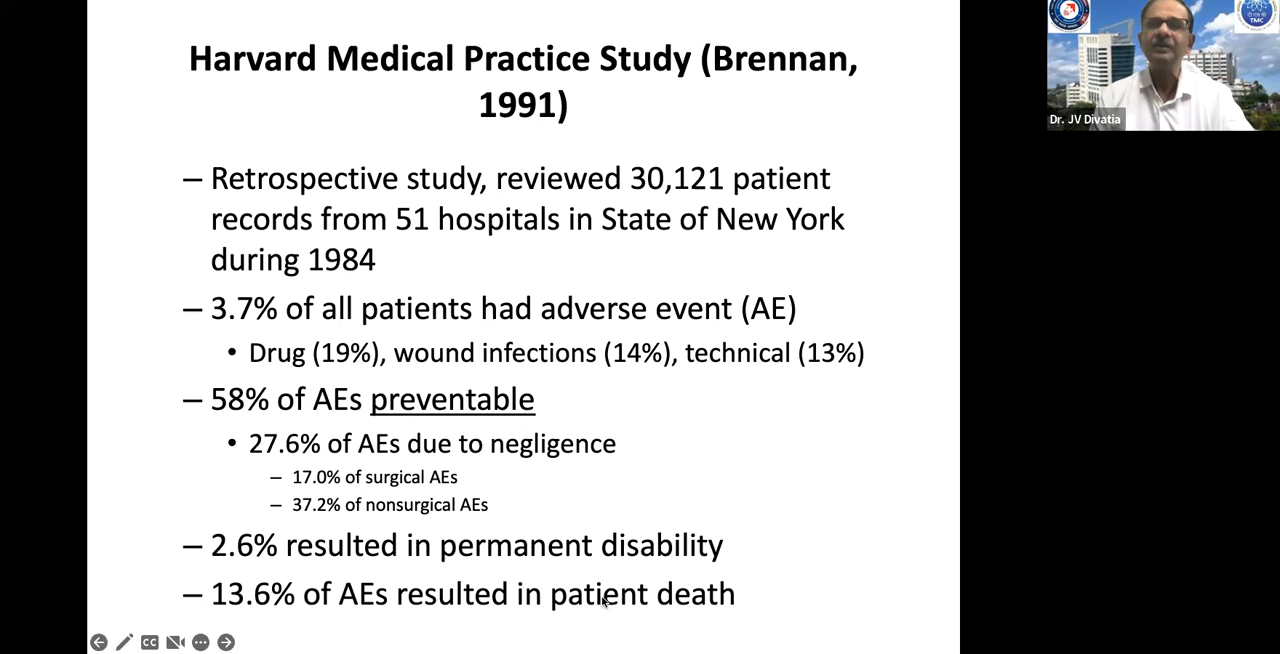 Harvard Medical Practice Study (Brennan,
1991)
– Retrospective study, reviewed 30,121 patient
records from 51 hospitals in State of New York
during 1984
– 3.7% of all patients had adverse event (AE)
• Drug (19%), wound infections (14%), technical (13%)
– 58% of AEs preventable
• 27.6% of AEs due to negligence
– 17.0% of surgical AEs
– 37.2% of nonsurgical AEs
– 2.6% resulted in permanent disability
– 13.6% of AEs resulted in patient death
CC
TMC
Dr. JV Divatia